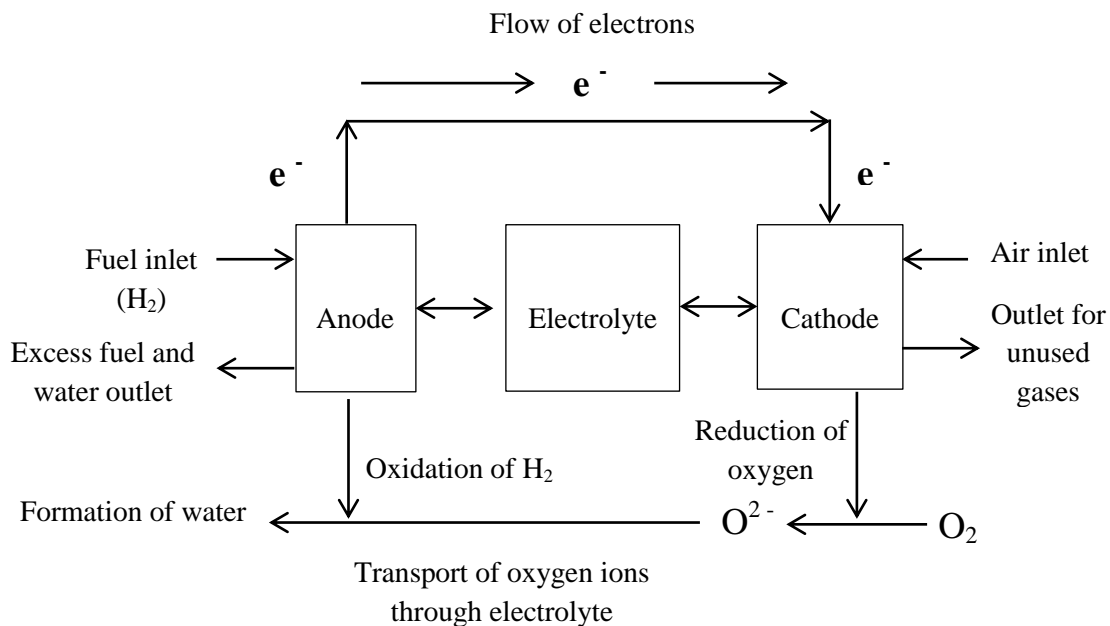 Flow of electrons
e -
e -
e -
Fuel inlet
(H₂)
Anode
Electrolyte
Cathode
Air inlet
Excess fuel and
water outlet
Outlet for
unused
gases
Oxidation of H₂
Reduction of
oxygen
Formation of water
O²⁻
O₂
Transport of oxygen ions
through electrolyte